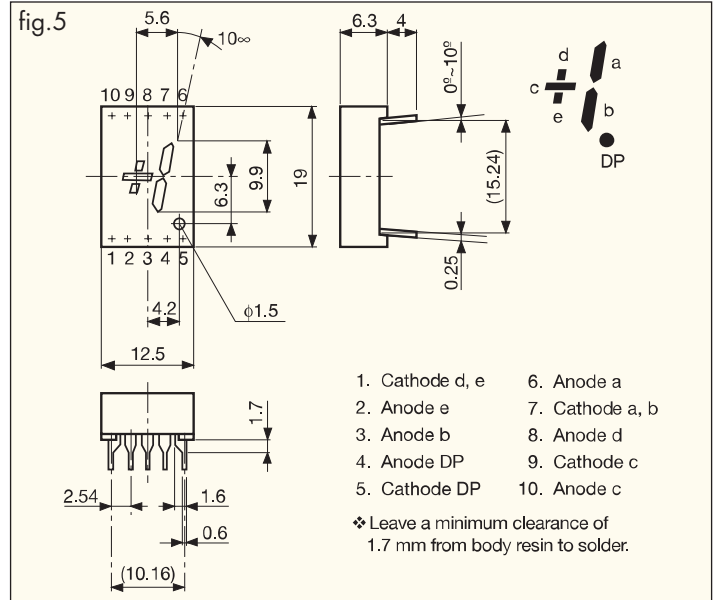 fig.5
5.6
10∞
6.3
4
10 9 8 7 6
0º~10º
d
a
c
e
b
DP
9.9
6.3
19
(15.24)
0.25
1 2 3 4 5
4.2
ϕ1.5
12.5
1.7
2.54
1.6
0.6
(10.16)
1. Cathode d, e
2. Anode e
3. Anode b
4. Anode DP
5. Cathode DP
6. Anode a
7. Cathode a, b
8. Anode d
9. Cathode c
10. Anode c
❖ Leave a minimum clearance of
1.7 mm from body resin to solder.